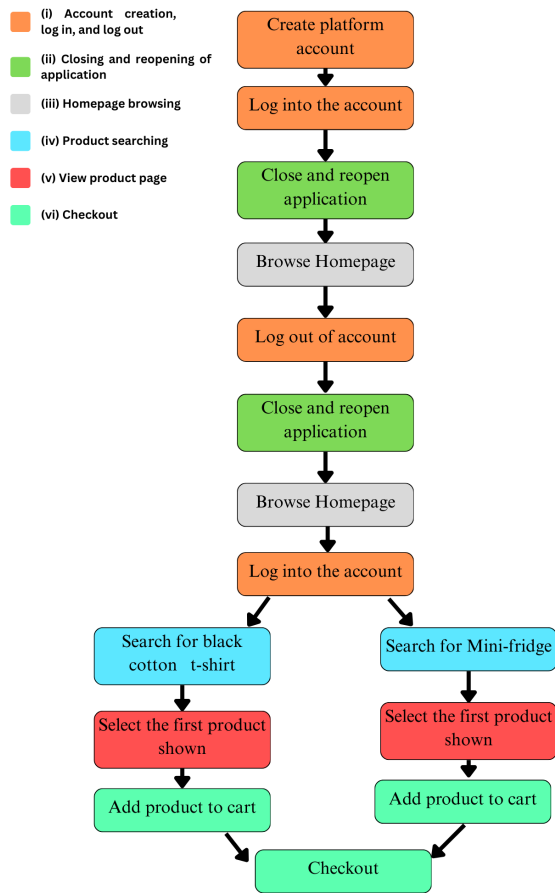 (i) Account creation,
log in, and log out
(ii) Closing and reopening of
application
(iii) Homepage browsing
(iv) Product searching
(v) View product page
(vi) Checkout
Create platform
account
Log into the account
Close and reopen
application
Browse Homepage
Log out of account
Close and reopen
application
Browse Homepage
Log into the account
Search for black
cotton t-shirt
Select the first product
shown
Add product to cart
Search for Mini-fridge
Select the first product
shown
Add product to cart
Checkout